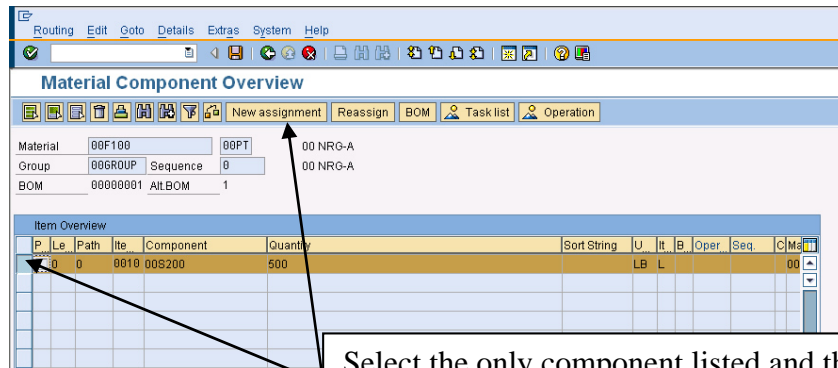 Routing Edit Goto Details Extras System Help
Material Component Overview
New assignment Reassign BOM Task list Operation
Material 00F100 00PT 00 NRG-A
Group 00GROUP Sequence 0 00 NRG-A
BOM 00000001 Alt.BOM 1
Item Overview
P.. Le... Path Ite... Component Quantity Sort String U... It... B... Oper... Seq. C Ma
0 0 0010 00S200 500 LB L 00
Select the only component listed and th